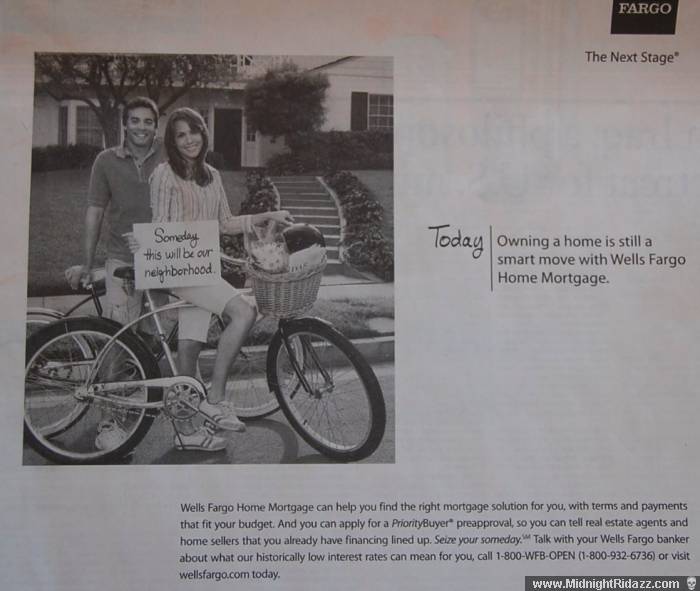 FARGO
The Next Stage®
Someday
this will be our
neighborhood.
Today
Owning a home is still a
smart move with Wells Fargo
Home Mortgage.
Wells Fargo Home Mortgage can help you find the right mortgage solution for you, with terms and payments
that fit your budget. And you can apply for a PriorityBuyer® preapproval, so you can tell real estate agents and
home sellers that you already have financing lined up. Seize your someday.℠ Talk with your Wells Fargo banker
about what our historically low interest rates can mean for you, call 1-800-WFB-OPEN (1-800-932-6736) or visit
wellsfargo.com today.
www.MidnightRidazz.com